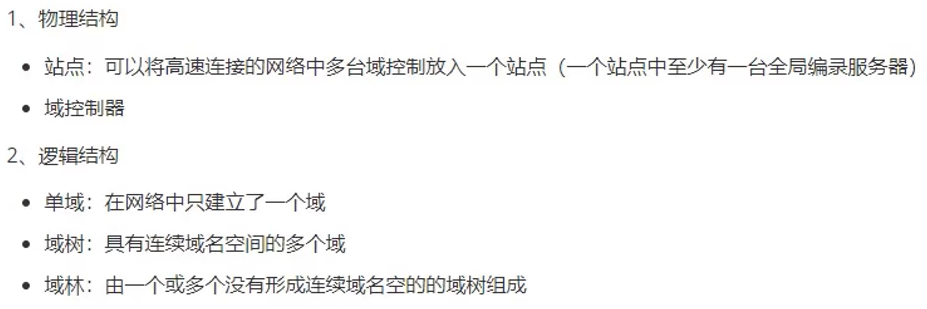 1、物理结构
• 站点：可以将高速连接的网络中多台域控制放入一个站点（一个站点中至少有一台全局编录服务器）
• 域控制器
2、逻辑结构
• 单域：在网络中只建立了一个域
• 域树：具有连续域名空间的多个域
• 域林：由一个或多个没有形成连续域名空的的域树组成